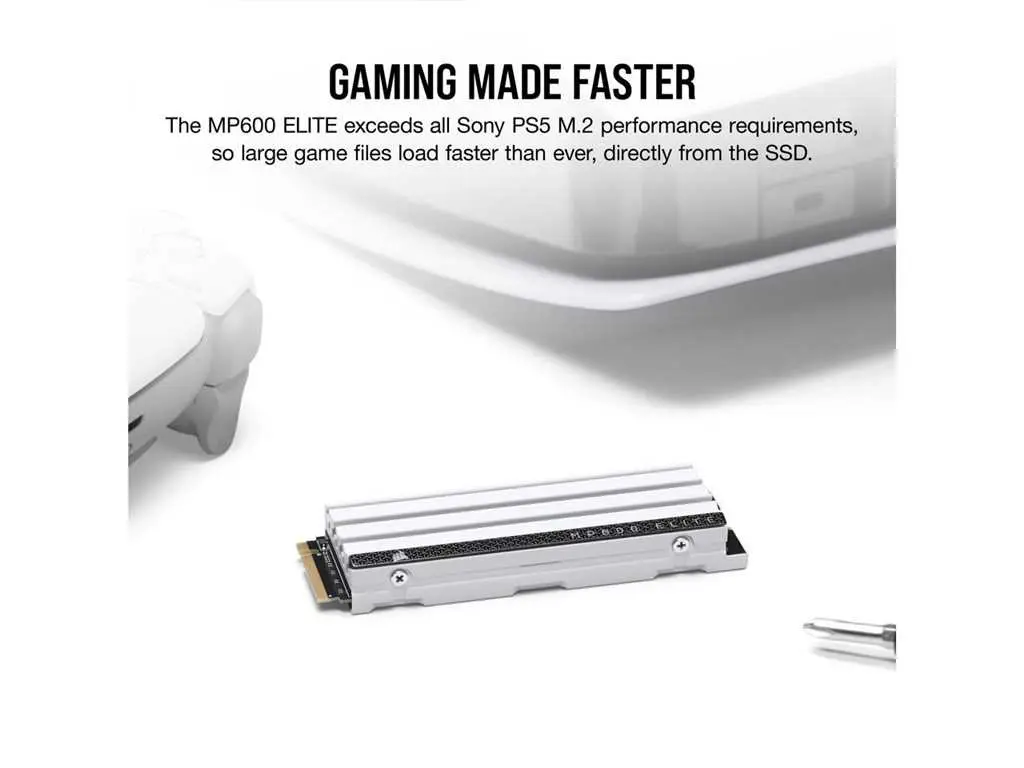 GAMING MADE FASTER
The MP600 ELITE exceeds all Sony PS5 M.2 performance requirements,
so large game files load faster than ever, directly from the SSD.
MP600 ELITE